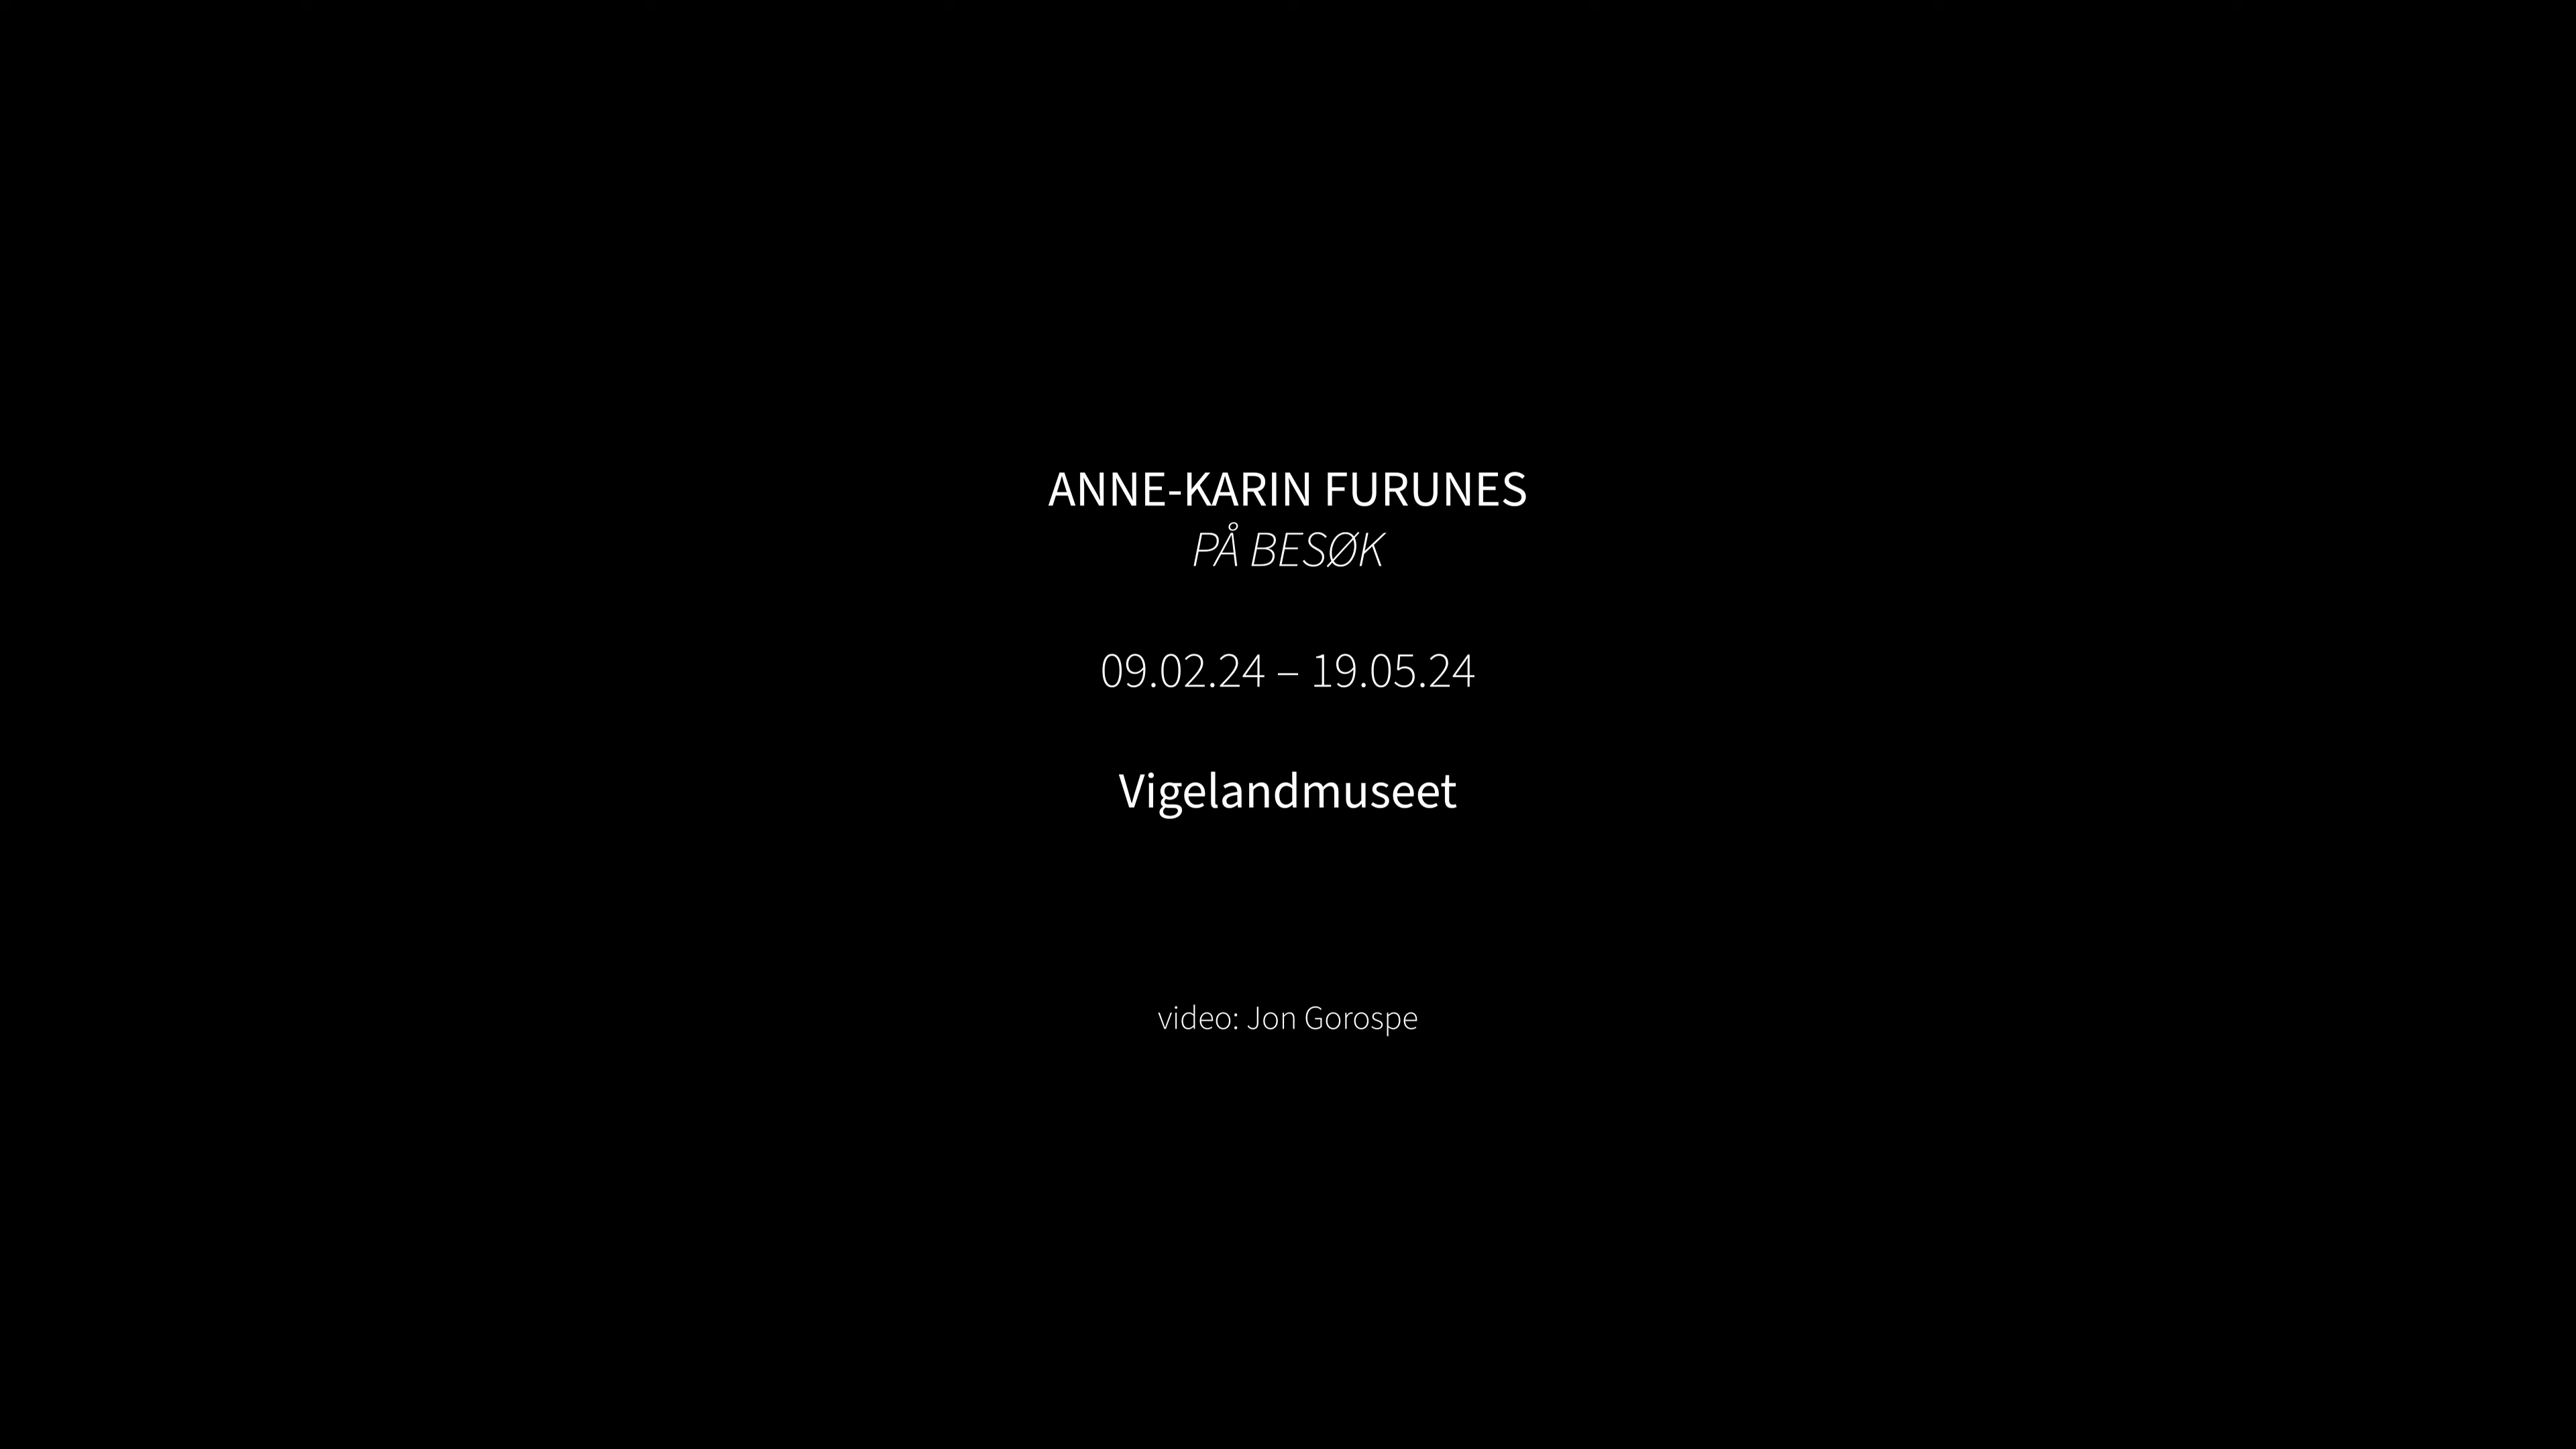 ANNE-KARIN FURUNES
PÅ BESØK
09.02.24 – 19.05.24
Vigelandmuseet
video: Jon Gorospe